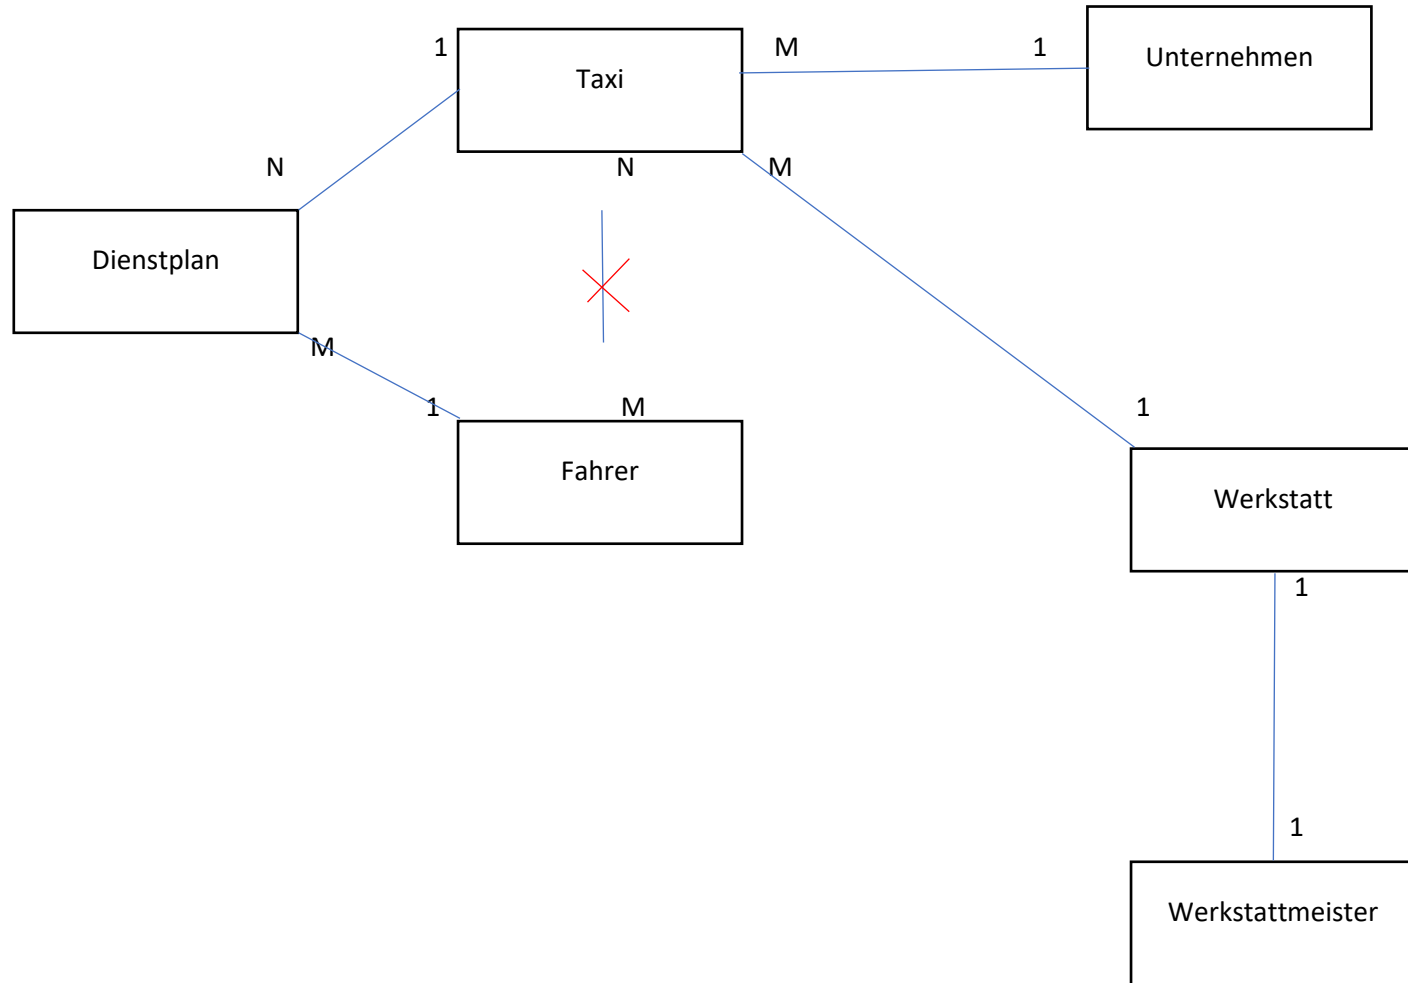 1
M
1
Unternehmen
Taxi
N
N
M
Dienstplan
M
1
M
1
Fahrer
Werkstatt
1
1
Werkstattmeister